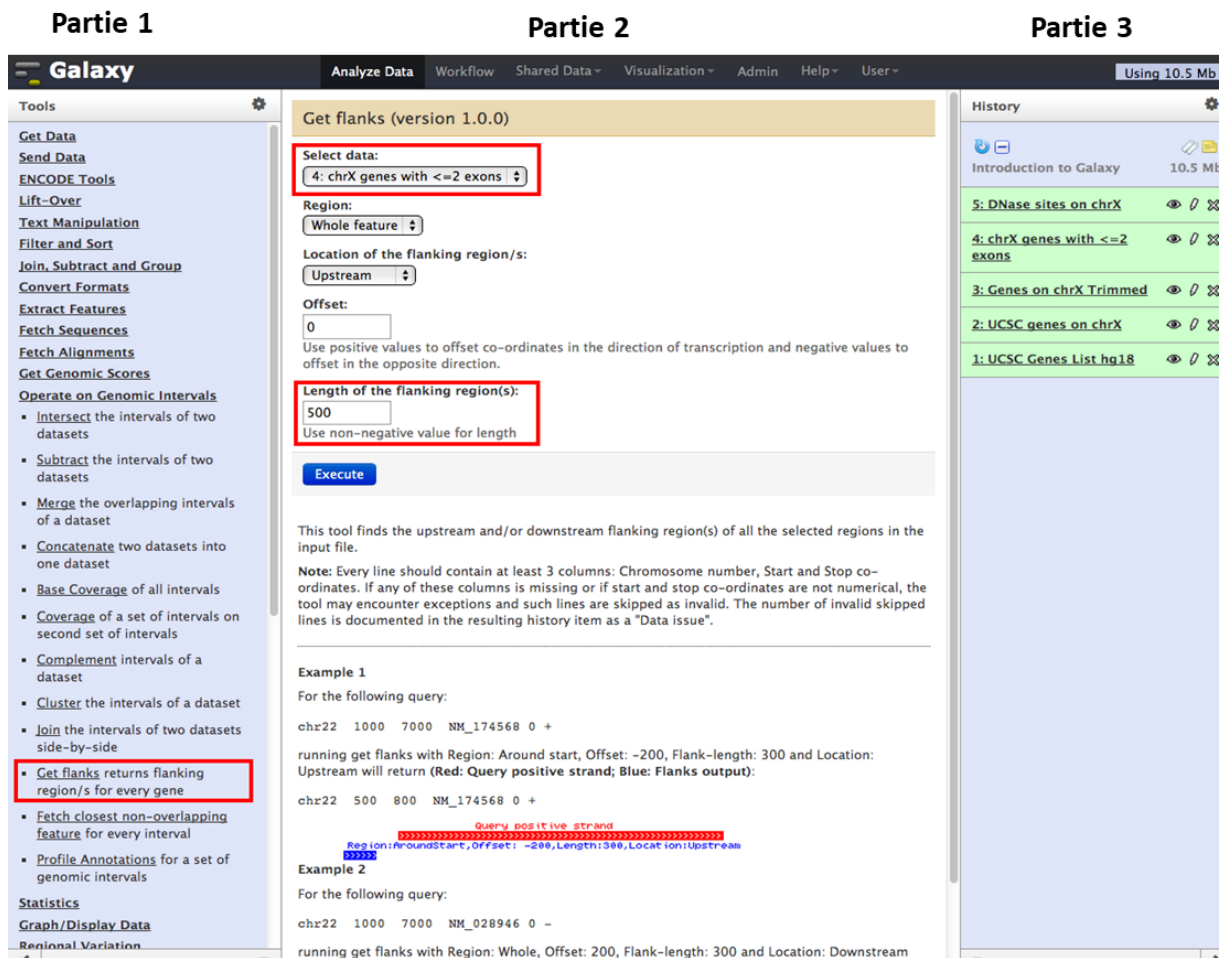 Partie 1
Partie 2
Partie 3
Galaxy
Analyze Data
Workflow
Shared Data
Visualization
Admin
Help
User
Using 10.5 Mb
Tools
Get Data
Send Data
ENCODE Tools
Lift-Over
Text Manipulation
Filter and Sort
Join, Subtract and Group
Convert Formats
Extract Features
Fetch Sequences
Fetch Alignments
Get Genomic Scores
Operate on Genomic Intervals
▪ Intersect the intervals of two
datasets
▪ Subtract the intervals of two
datasets
▪ Merge the overlapping intervals
of a dataset
▪ Concatenate two datasets into
one dataset
▪ Base Coverage of all intervals
▪ Coverage of a set of intervals on
second set of intervals
▪ Complement intervals of a
dataset
▪ Cluster the intervals of a dataset
▪ Join the intervals of two datasets
side-by-side
▪ Get flanks returns flanking
region/s for every gene
▪ Fetch closest non-overlapping
feature for every interval
▪ Profile Annotations for a set of
genomic intervals
Statistics
Graph/Display Data
Regional Variation
Get flanks (version 1.0.0)
Select data:
4: chrX genes with <=2 exons
Region:
Whole feature
Location of the flanking region/s:
Upstream
Offset:
0
Use positive values to offset co-ordinates in the direction of transcription and negative values to
offset in the opposite direction.
Length of the flanking region(s):
500
Use non-negative value for length
Execute
This tool finds the upstream and/or downstream flanking region(s) of all the selected regions in the
input file.
Note: Every line should contain at least 3 columns: Chromosome number, Start and Stop co-
ordinates. If any of these columns is missing or if start and stop co-ordinates are not numerical, the
tool may encounter exceptions and such lines are skipped as invalid. The number of invalid skipped
lines is documented in the resulting history item as a "Data issue".
Example 1
For the following query:
chr22 1000 7000 NM_174568 0 +
running get flanks with Region: Around start, Offset: -200, Flank-length: 300 and Location:
Upstream will return (Red: Query positive strand; Blue: Flanks output):
chr22 500 800 NM_174568 0 +
Query positive strand
Region:AroundStart,Offset: -200,Length:300,Location:Upstream
Example 2
For the following query:
chr22 1000 7000 NM_028946 0 -
running get flanks with Region: Whole, Offset: 200, Flank-length: 300 and Location: Downstream
History
Introduction to Galaxy
10.5 Mb
5: DNase sites on chrX
4: chrX genes with <=2
exons
3: Genes on chrX Trimmed
2: UCSC genes on chrX
1: UCSC Genes List hg18